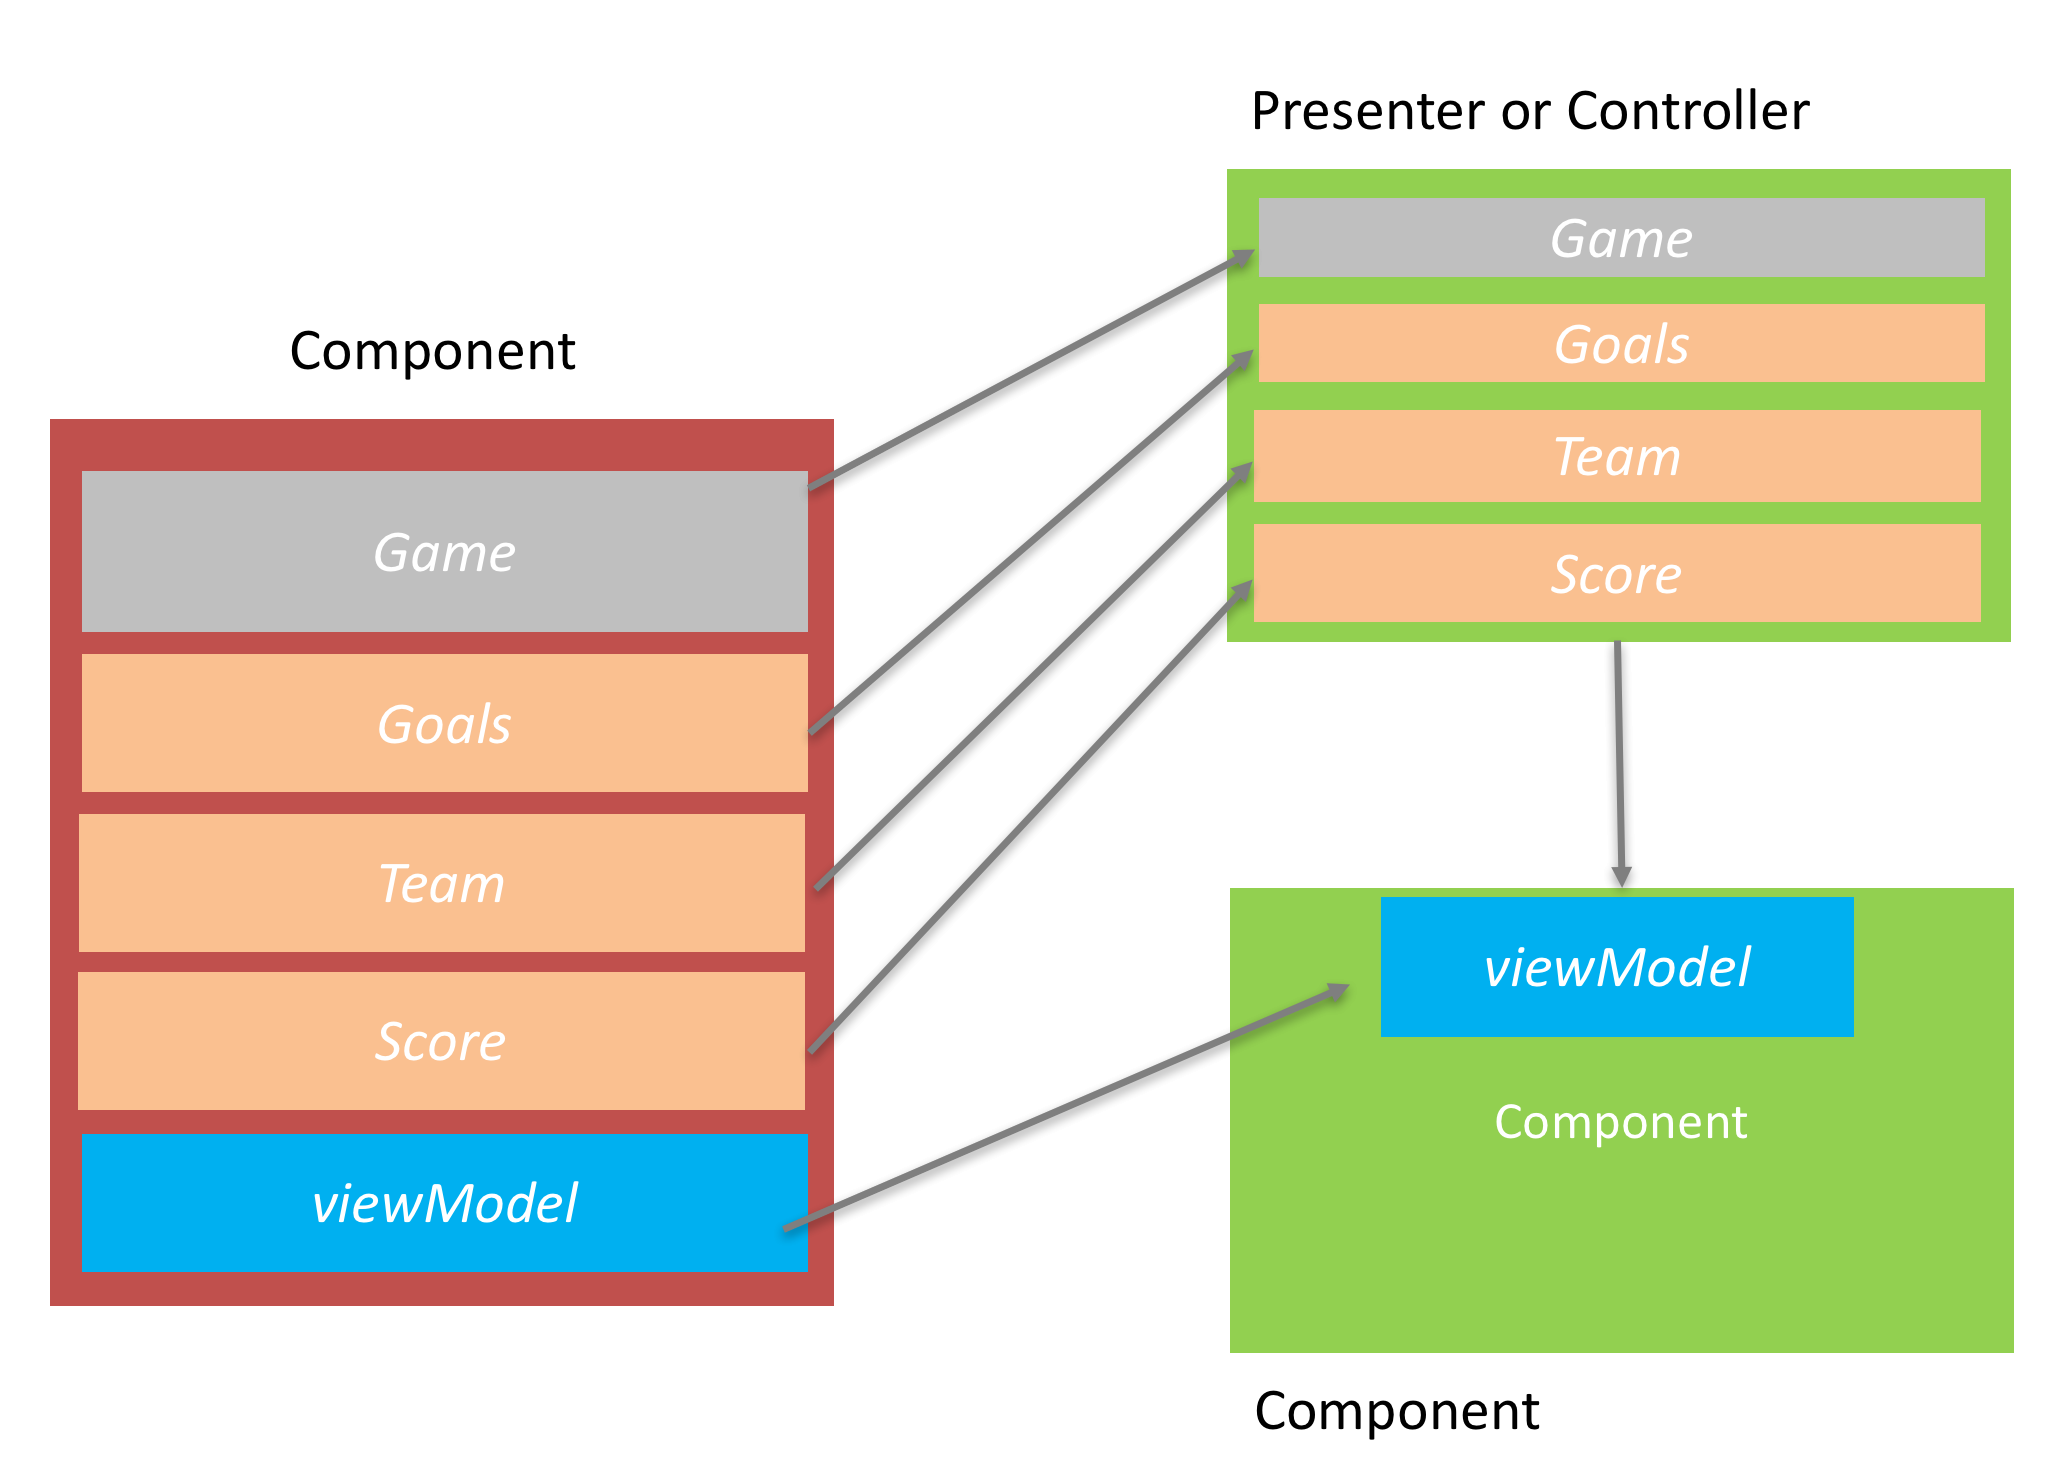 Presenter or Controller
Game
Goals
Team
Score
Component
Game
Goals
Team
Score
viewModel
viewModel
Component
Component